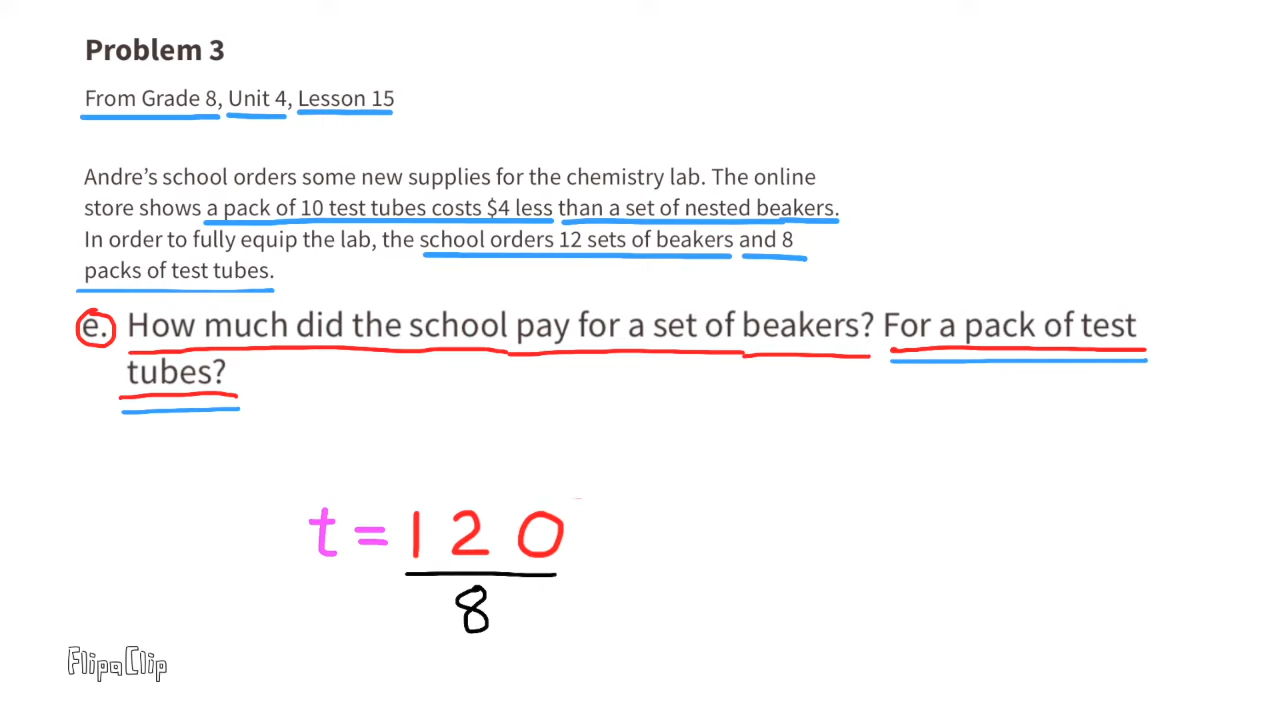 Problem 3
From Grade 8, Unit 4, Lesson 15
Andre’s school orders some new supplies for the chemistry lab. The online
store shows a pack of 10 test tubes costs $4 less than a set of nested beakers.
In order to fully equip the lab, the school orders 12 sets of beakers and 8
packs of test tubes.
e. How much did the school pay for a set of beakers? For a pack of test
tubes?
t = 120
8
FlipaClip